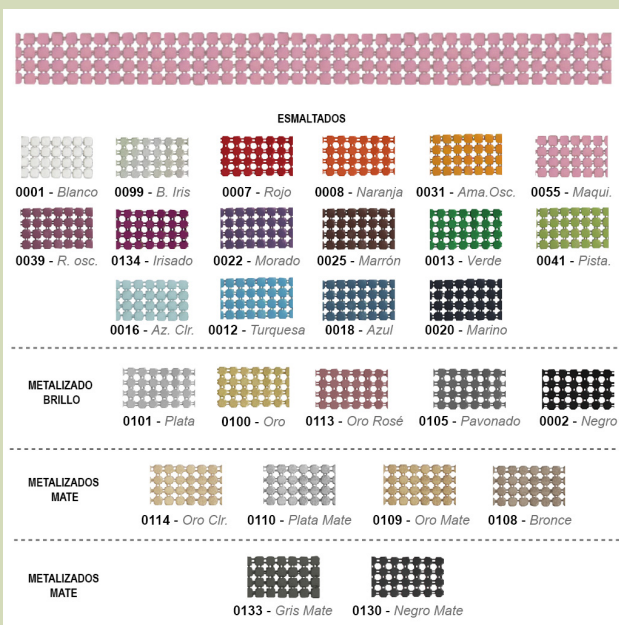 ESMALTADOS
0001 - Blanco 0099 - B. Iris 0007 - Rojo 0008 - Naranja 0031 - Ama.Osc. 0055 - Maqui.
0039 - R. osc. 0134 - Irisado 0022 - Morado 0025 - Marrón 0013 - Verde 0041 - Pista.
0016 - Az. Clr. 0012 - Turquesa 0018 - Azul 0020 - Marino
METALIZADO
BRILLO
0101 - Plata 0100 - Oro 0113 - Oro Rosé 0105 - Pavonado 0002 - Negro
METALIZADOS
MATE
0114 - Oro Clr. 0110 - Plata Mate 0109 - Oro Mate 0108 - Bronce
METALIZADOS
MATE
0133 - Gris Mate 0130 - Negro Mate